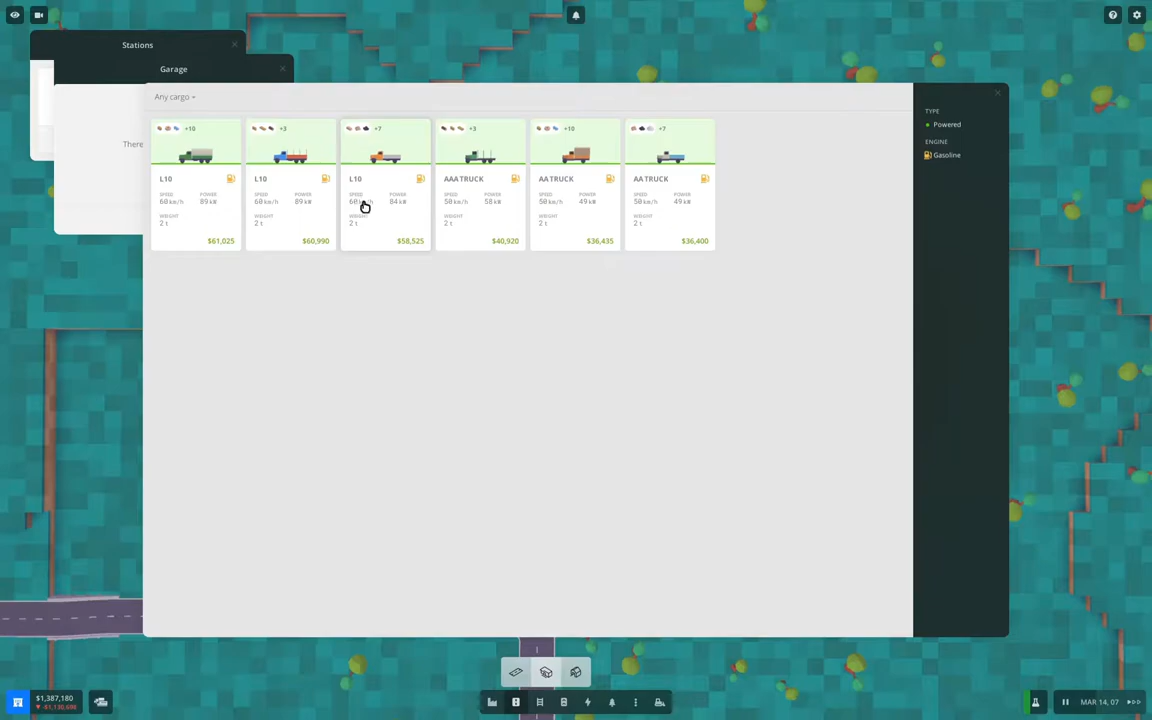 Stations
Garage
There
Any cargo
+10
L10
SPEED
60 km/h
POWER
89 kW
WEIGHT
2 t
$61,025
+3
L10
SPEED
60 km/h
POWER
89 kW
WEIGHT
2 t
$60,990
+7
L10
SPEED
60 km/h
POWER
84 kW
WEIGHT
2 t
$58,525
+3
AAA TRUCK
SPEED
50 km/h
POWER
58 kW
WEIGHT
2 t
$40,920
+10
AA TRUCK
SPEED
50 km/h
POWER
49 kW
WEIGHT
2 t
$36,435
+7
AA TRUCK
SPEED
50 km/h
POWER
49 kW
WEIGHT
2 t
$36,400
TYPE
Powered
ENGINE
Gasoline
$1,387,180
MAR 14, 07